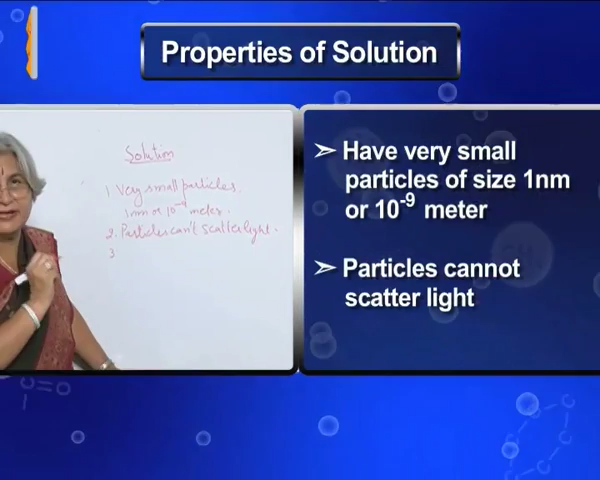 Properties of Solution
Solution
1. Very small particles.
1nm or 10⁻⁹ meter.
2. Particles can't scatter light.
3
➢ Have very small
particles of size 1nm
or 10⁻⁹ meter
➢ Particles cannot
scatter light